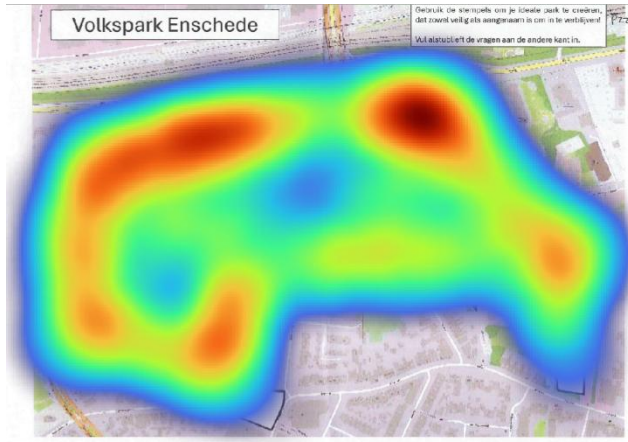 Volkspark Enschede
Gebruik de stempels om je ideale park te creëren,
dat zowel veilig als aangenaam is om in te verblijven!
Vul alstublieft de vragen aan de andere kant in.